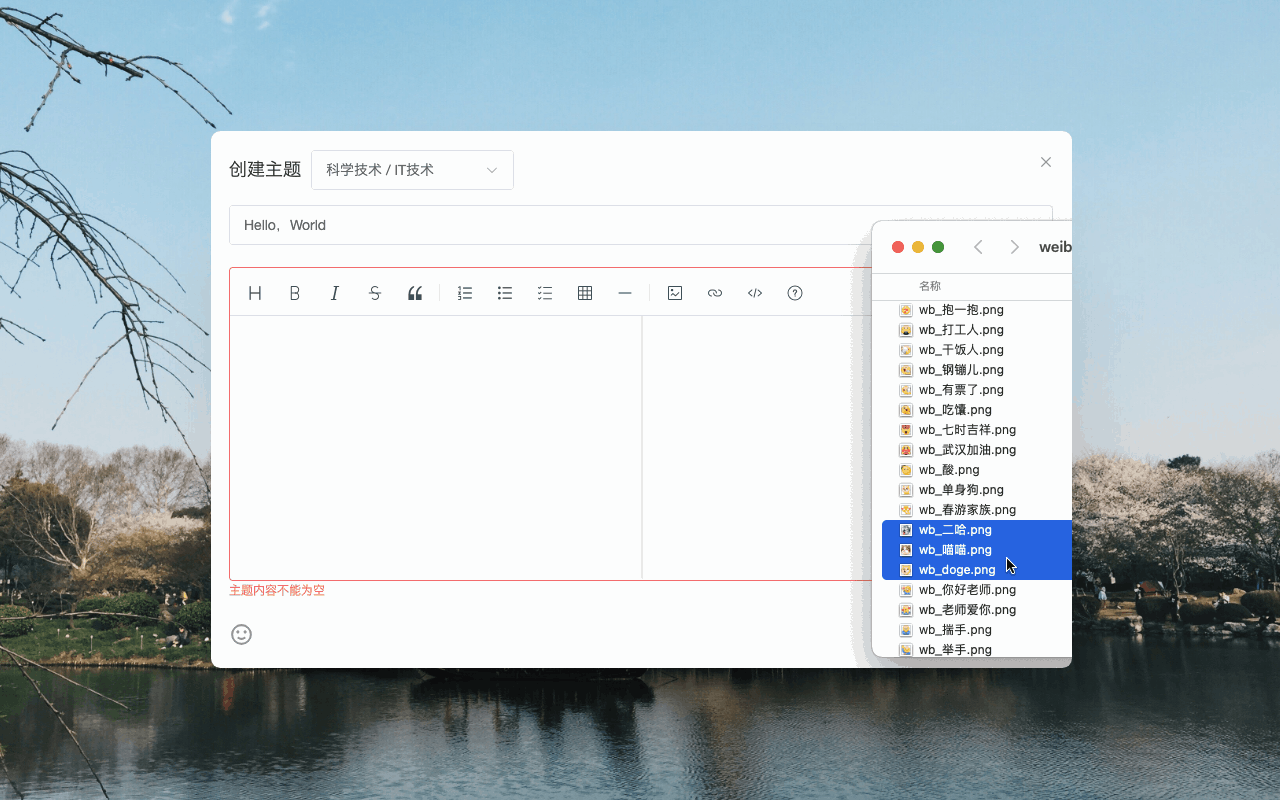 创建主题
科学技术 / IT技术
Hello，World
H B I S
主题内容不能为空
weib
名称
wb_抱一抱.png
wb_打工人.png
wb_干饭人.png
wb_钢镚儿.png
wb_有票了.png
wb_吃馕.png
wb_七时吉祥.png
wb_武汉加油.png
wb_酸.png
wb_单身狗.png
wb_春游家族.png
wb_二哈.png
wb_喵喵.png
wb_doge.png
wb_你好老师.png
wb_老师爱你.png
wb_揣手.png
wb_举手.png